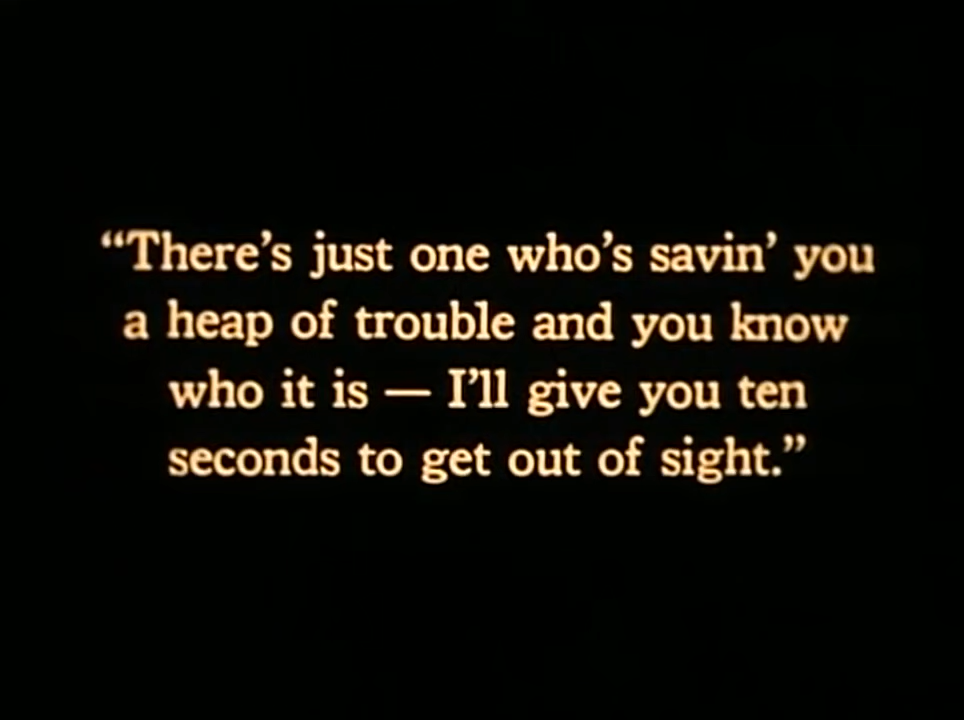 “There’s just one who’s savin’ you
a heap of trouble and you know
who it is — I’ll give you ten
seconds to get out of sight.”